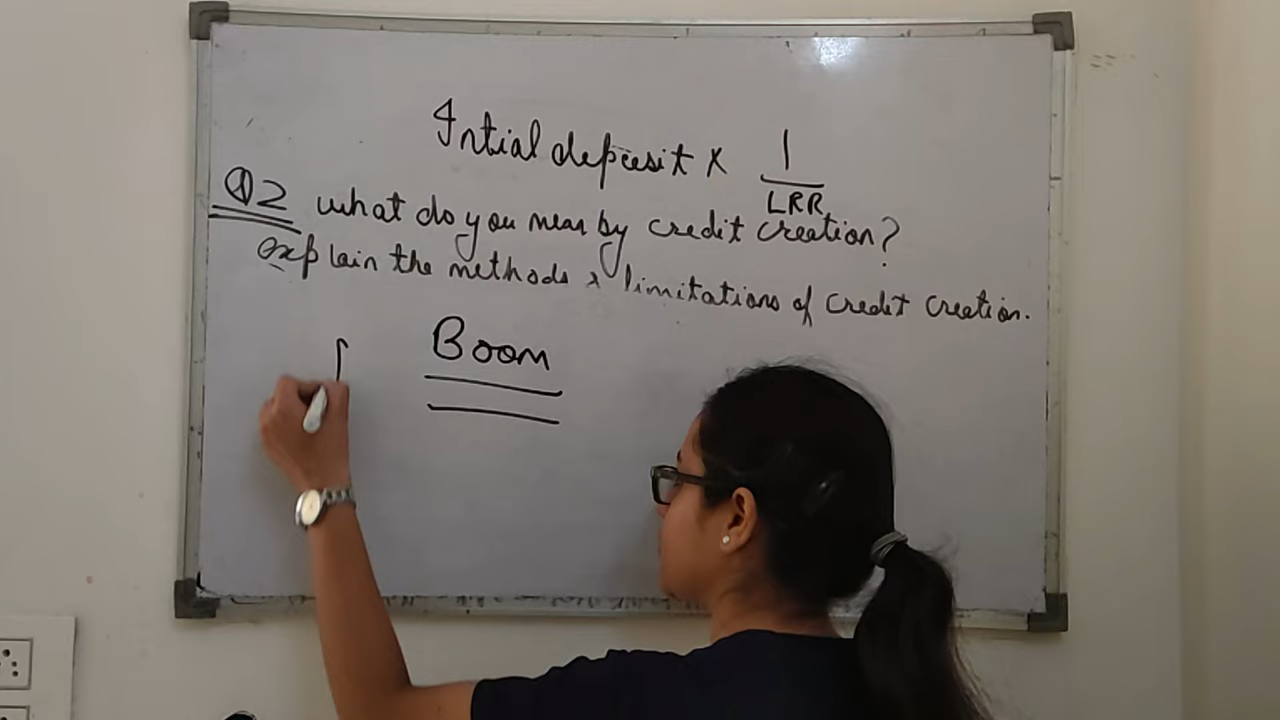 Intial deposit x 1/LRR
Q2 what do you mean by credit creation?
explain the methods & limitations of credit creation.
Boom